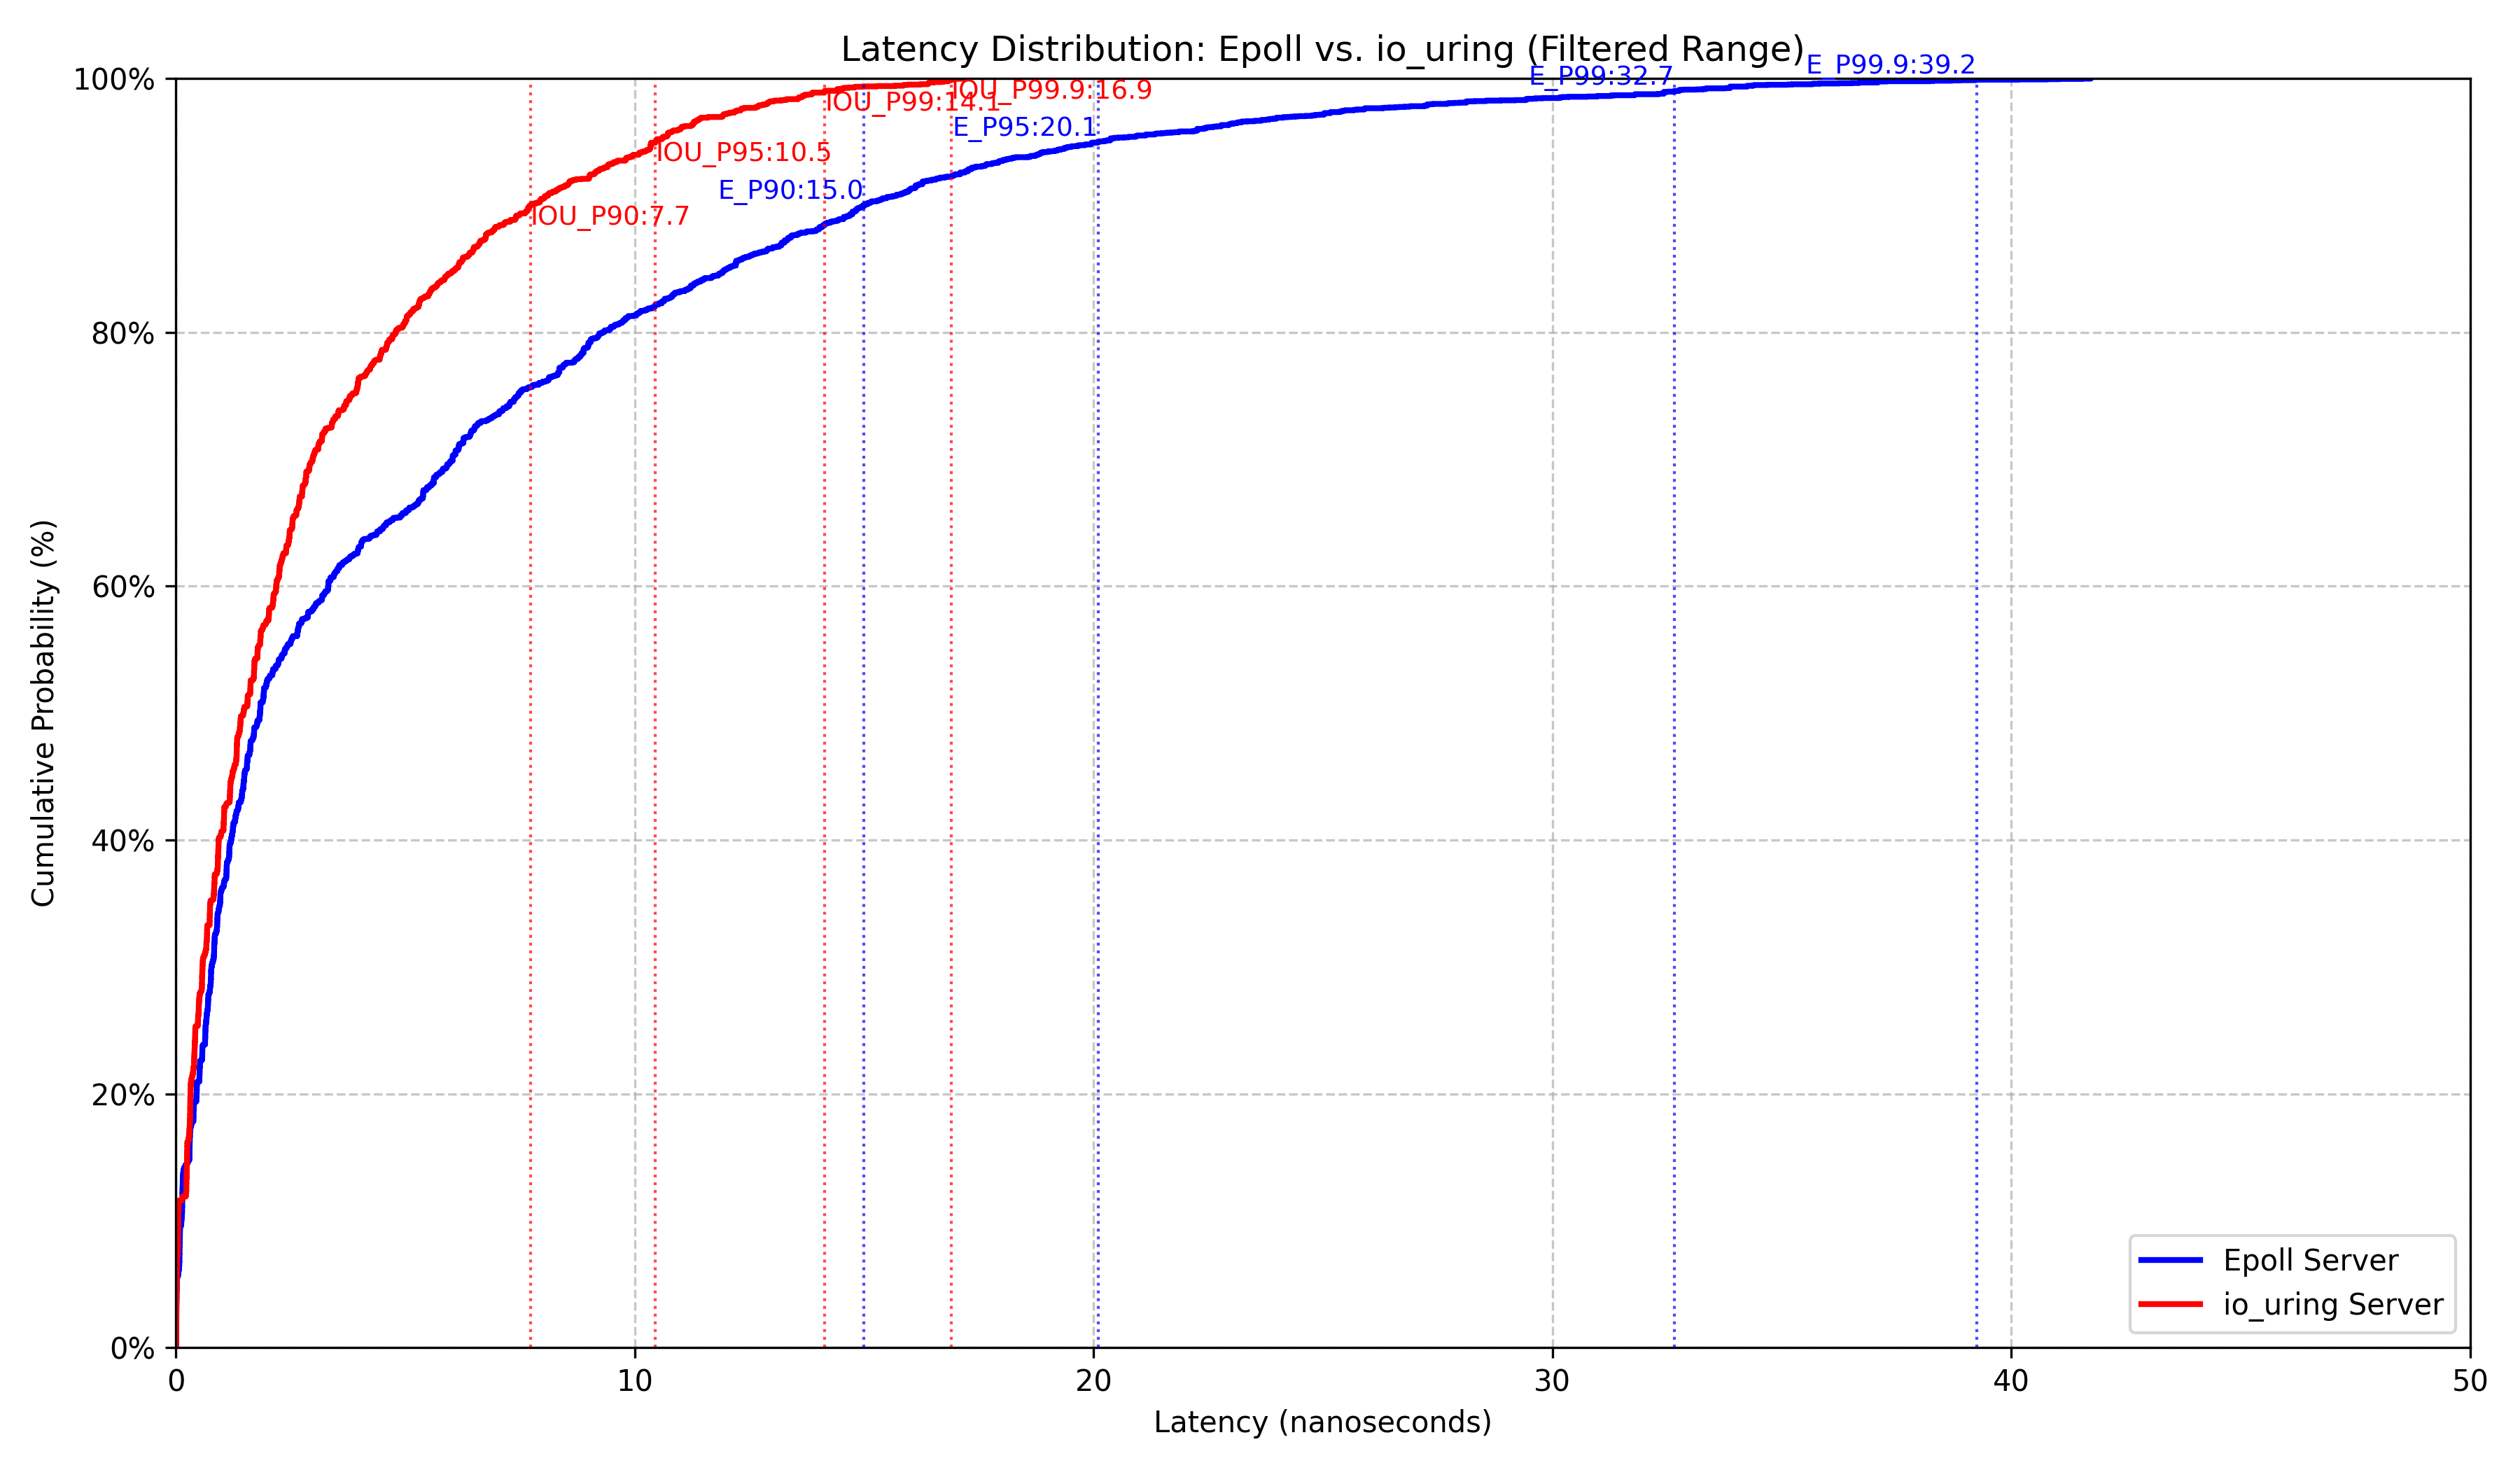 Latency Distribution: Epoll vs. io_uring (Filtered Range)
E_P99.9:39.2
E_P99:32.7
100%
IOU_P99.9:16.9
IOU_P99:14.1
E_P95:20.1
IOU_P95:10.5
E_P90:15.0
IOU_P90:7.7
80%
60%
40%
20%
0%
Cumulative Probability (%)
Epoll Server
io_uring Server
0
10
20
30
40
50
Latency (nanoseconds)